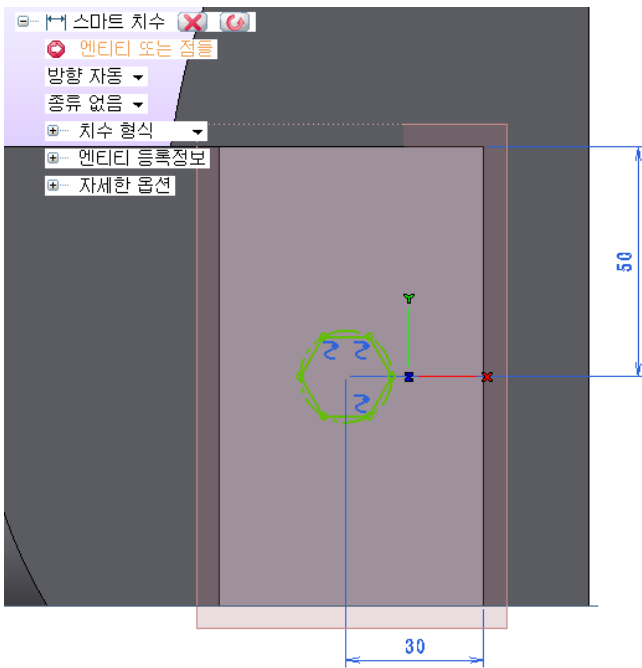 스마트 치수
엔티티 또는 점들
방향 자동
종류 없음
치수 형식
엔티티 등록정보
자세한 옵션
50
Y
Z X
30